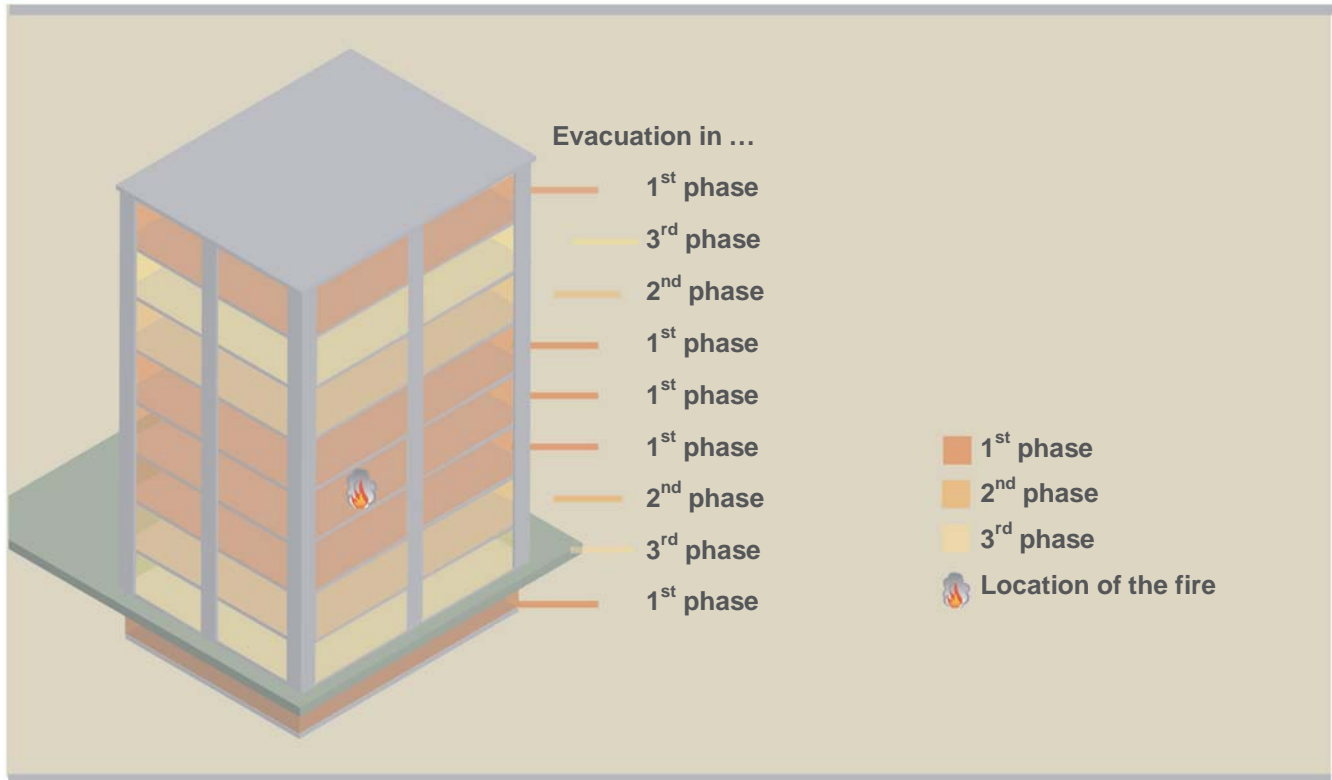 Evacuation in …
1st phase
3rd phase
2nd phase
1st phase
1st phase
1st phase
2nd phase
3rd phase
1st phase
1st phase
2nd phase
3rd phase
Location of the fire